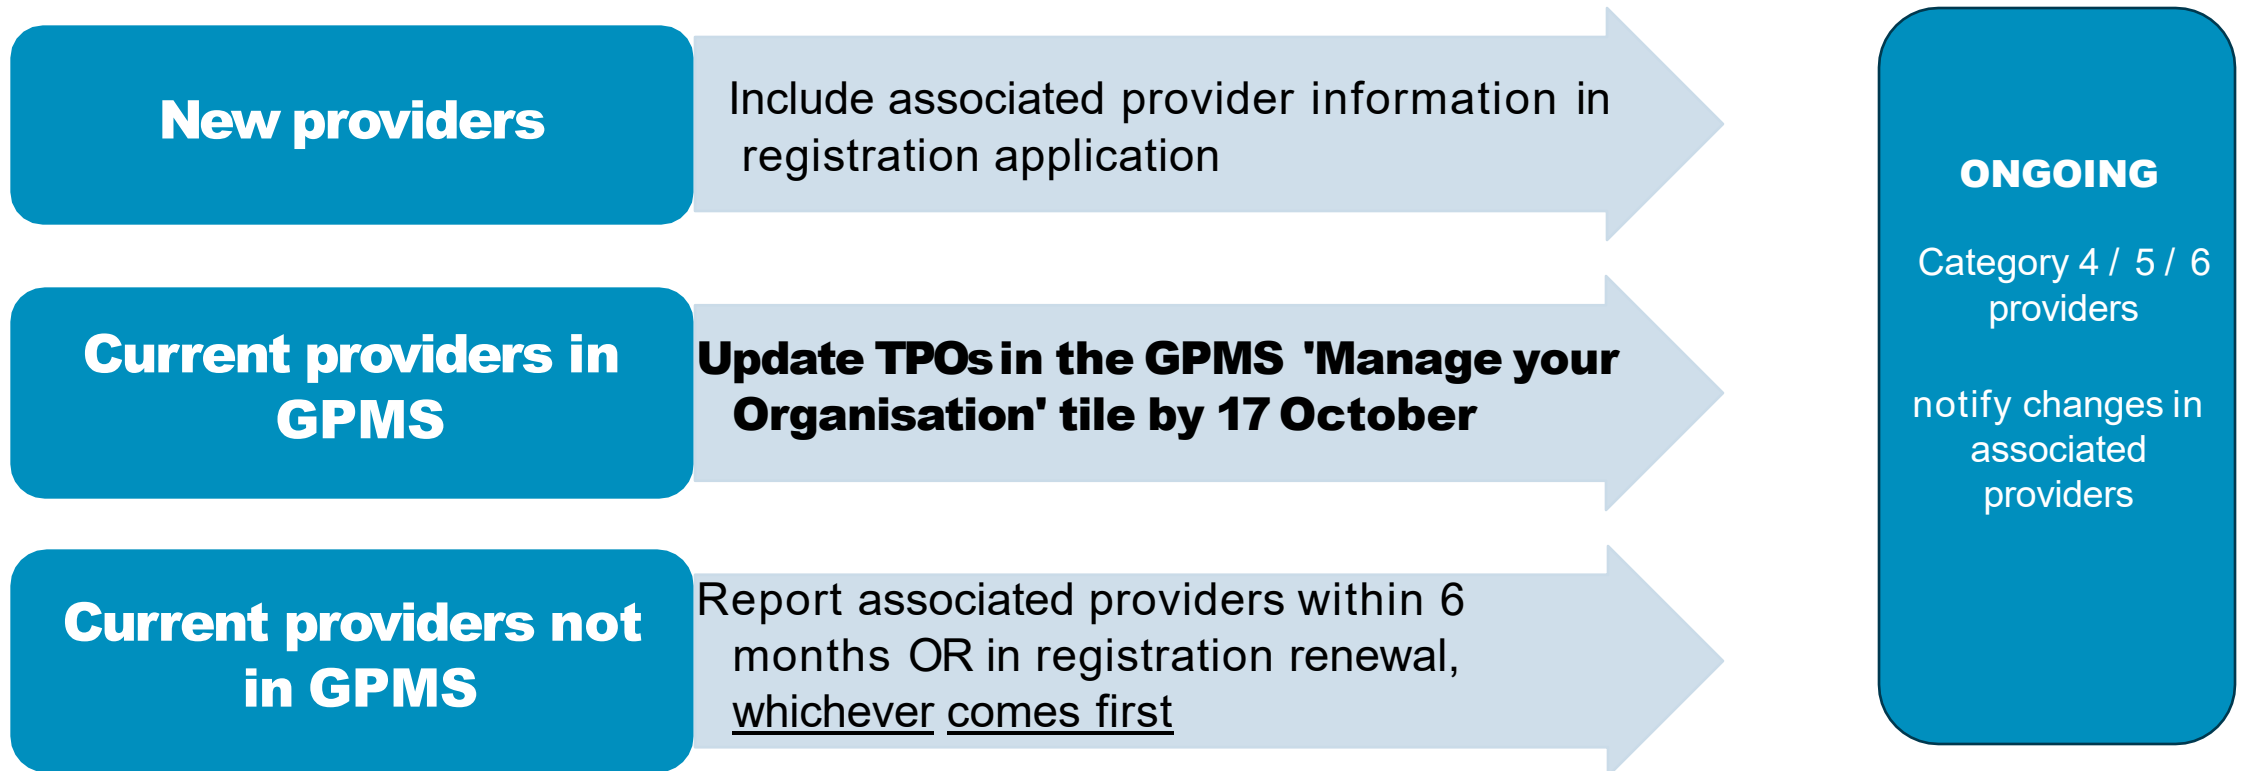 New providers
Include associated provider information in
registration application
Current providers in
GPMS
Update TPOs in the GPMS 'Manage your
Organisation' tile by 17 October
Current providers not
in GPMS
Report associated providers within 6
months OR in registration renewal,
whichever comes first
ONGOING
Category 4 / 5 / 6
providers
notify changes in
associated
providers